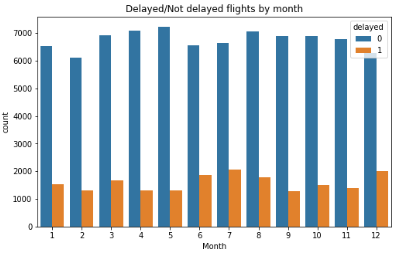 Delayed/Not delayed flights by month
delayed
0
1
7000
6000
5000
4000
3000
2000
1000
0
count
1 2 3 4 5 6 7 8 9 10 11 12
Month